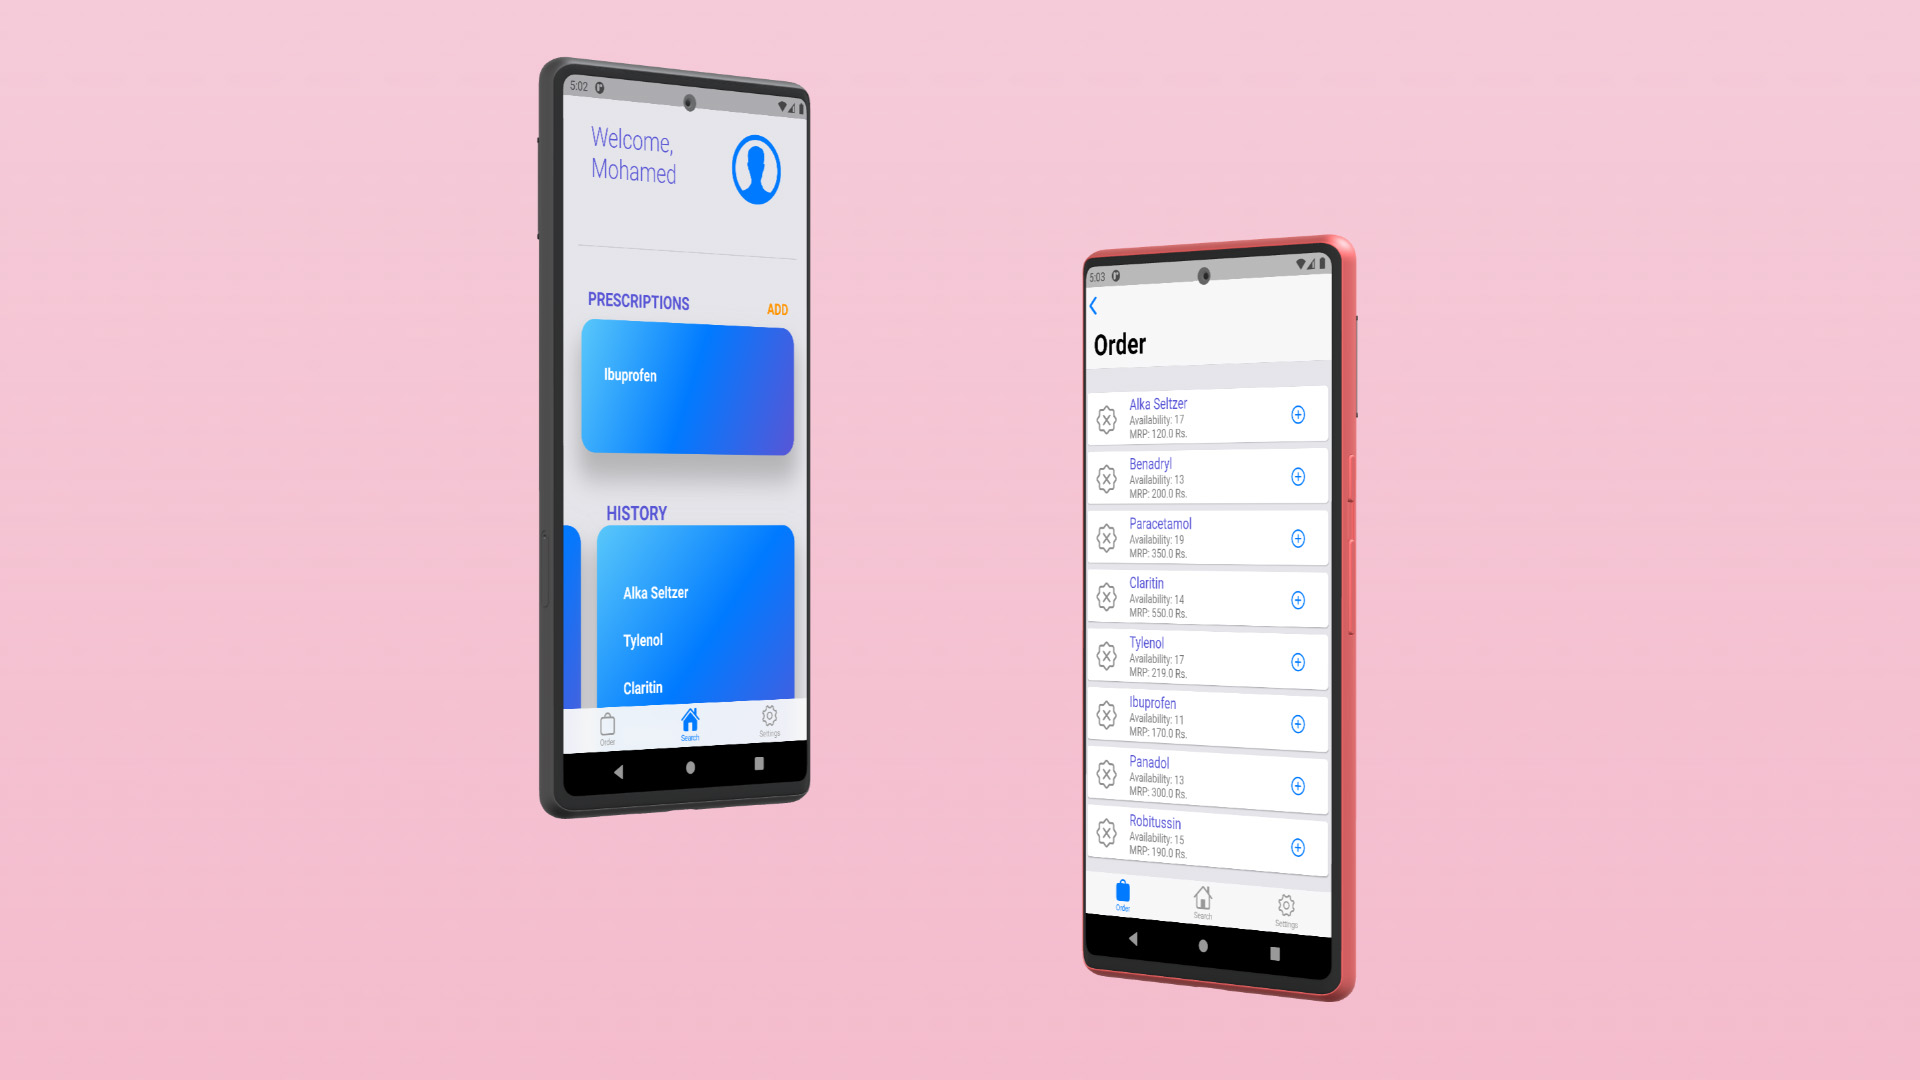 5:02
Welcome,
Mohamed
PRESCRIPTIONS
ADD
Ibuprofen
HISTORY
Alka Seltzer
Tylenol
Claritin
Order
Search
Settings
5:03
Order
Alka Seltzer
Availability: 17
MRP: 120.0 Rs.
Benadryl
Availability: 13
MRP: 200.0 Rs.
Paracetamol
Availability: 19
MRP: 350.0 Rs.
Claritin
Availability: 14
MRP: 550.0 Rs.
Tylenol
Availability: 17
MRP: 219.0 Rs.
Ibuprofen
Availability: 11
MRP: 170.0 Rs.
Panadol
Availability: 13
MRP: 300.0 Rs.
Robitussin
Availability: 15
MRP: 190.0 Rs.
Order
Search
Settings